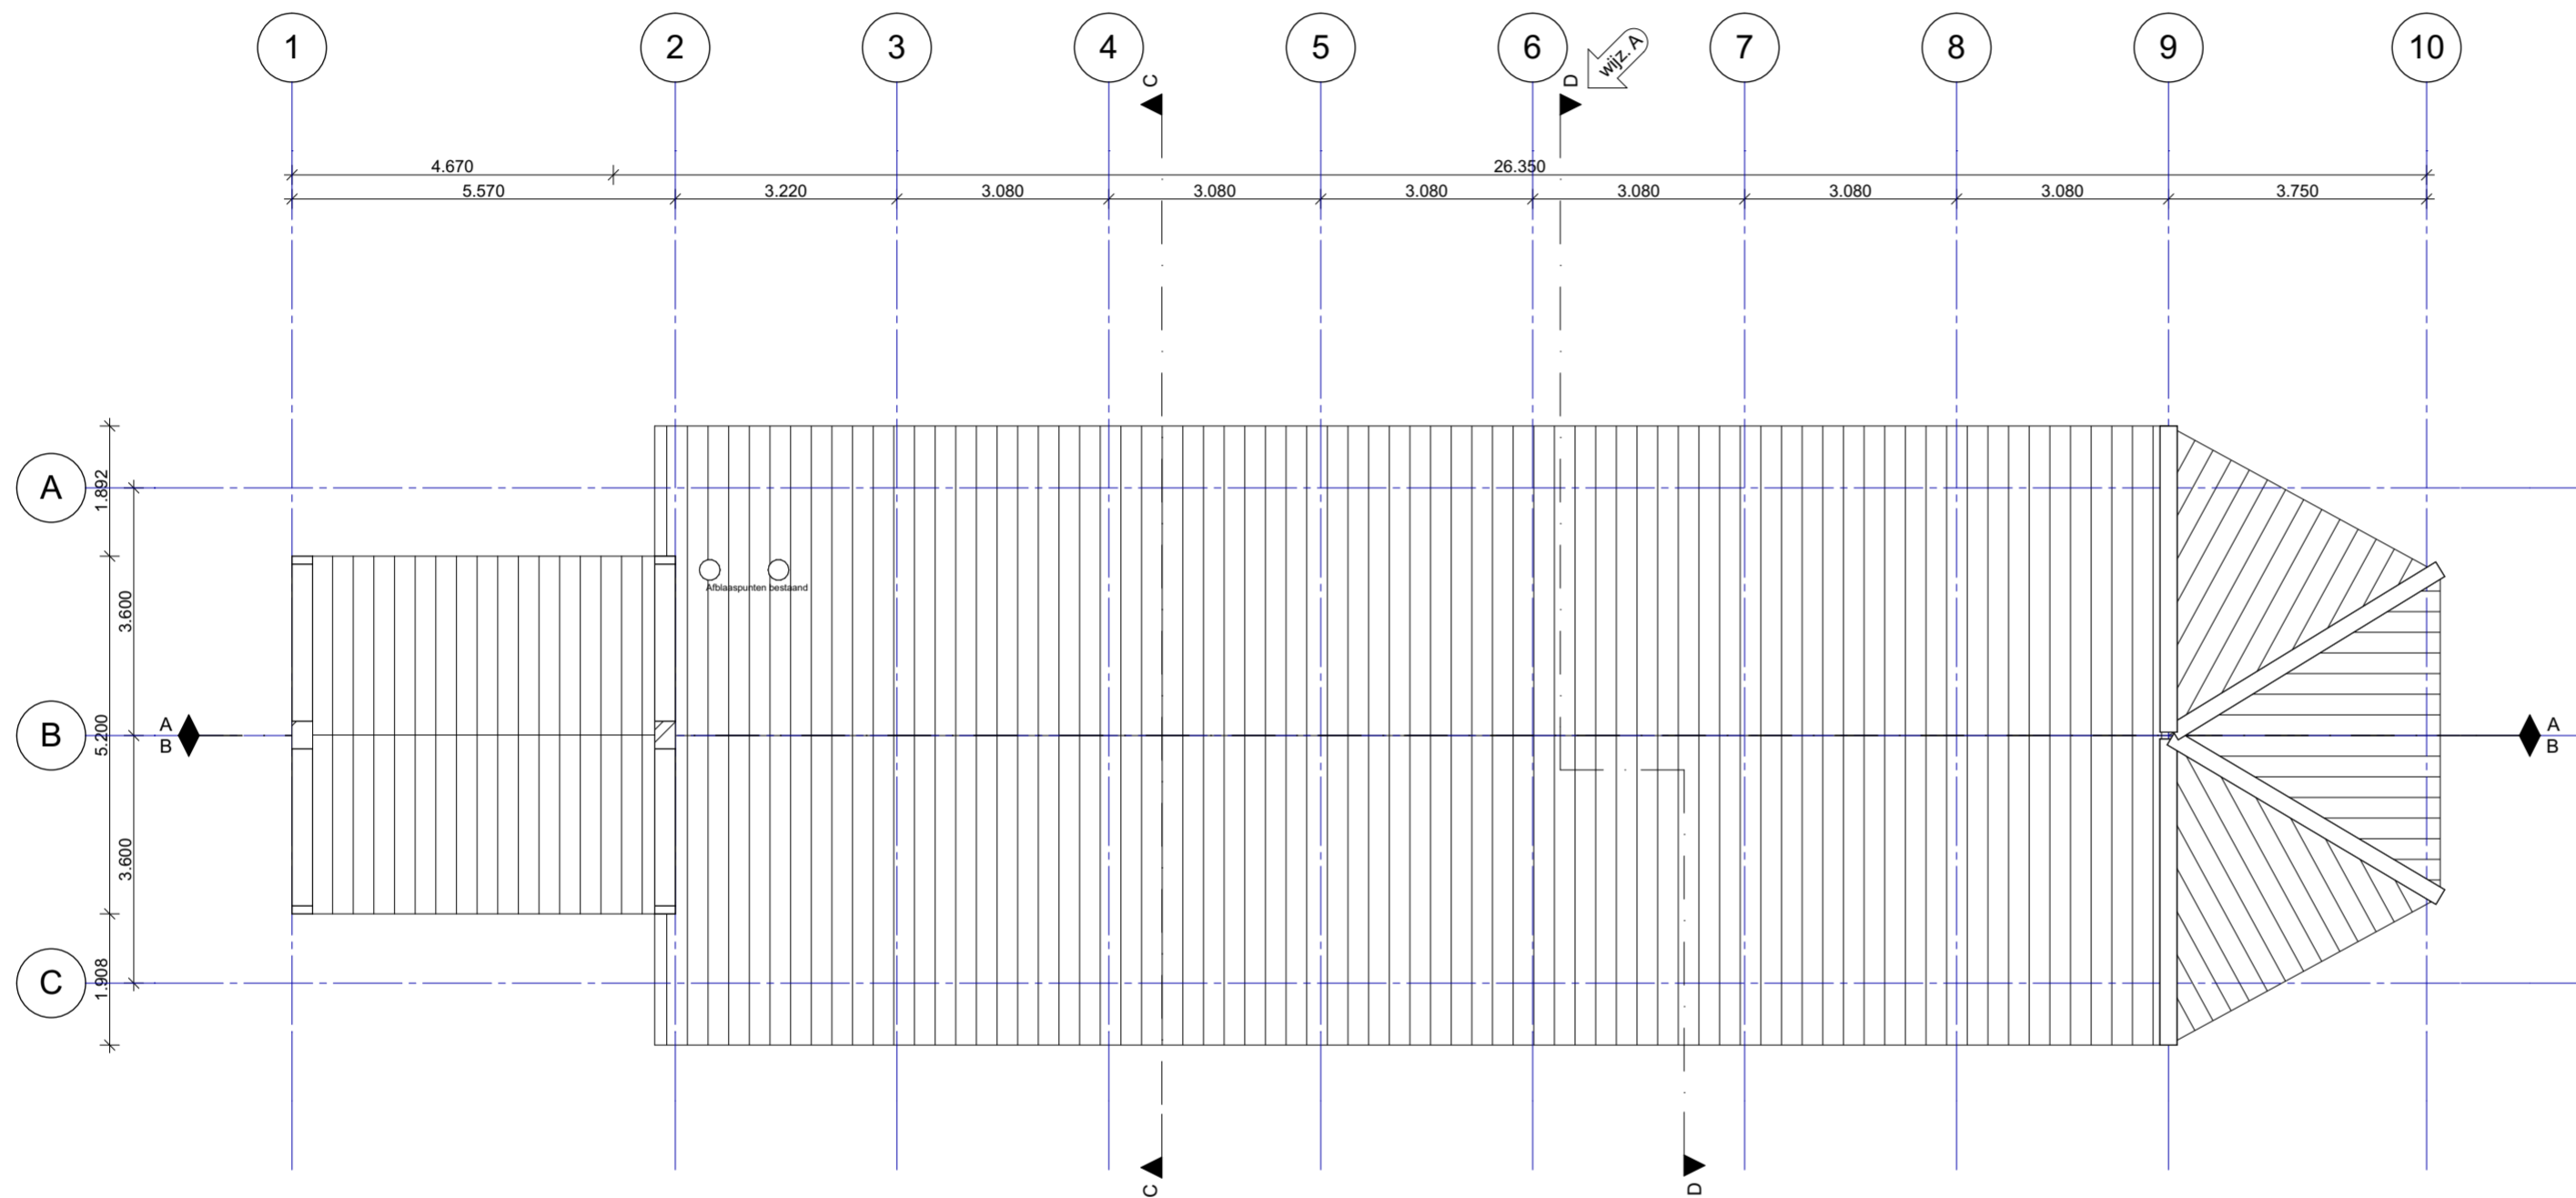 1 2 3 4 5 6 7 8 9 10
C D wijz. A
4.670 26.350
5.570 3.220 3.080 3.080 3.080 3.080 3.080 3.080 3.750
A
1.892
Afblaaspunten bestaand
3.600
B
5.200
A
B
A
B
3.600
C
1.908
C D